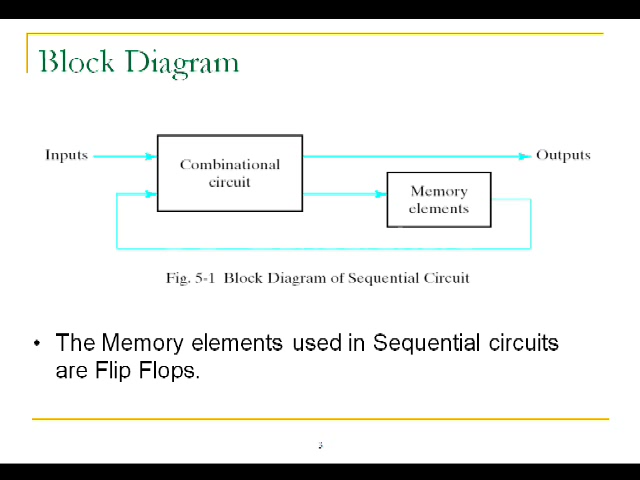 Block Diagram
Inputs
Combinational
circuit
Outputs
Memory
elements
Fig. 5-1 Block Diagram of Sequential Circuit
• The Memory elements used in Sequential circuits
are Flip Flops.